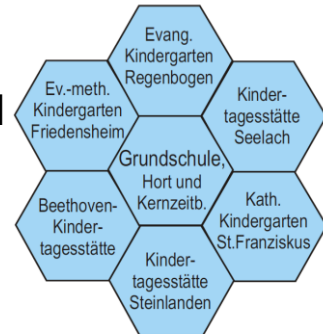 Evang.
Kindergarten
Regenbogen
Ev.-meth.
Kindergarten
Friedensheim
Kinder-
tagesstätte
Seelach
Grundschule,
Hort und
Kernzeitb.
Beethoven-
Kinder-
tagesstätte
Kath.
Kindergarten
St.Franziskus
Kinder-
tagesstätte
Steinlanden